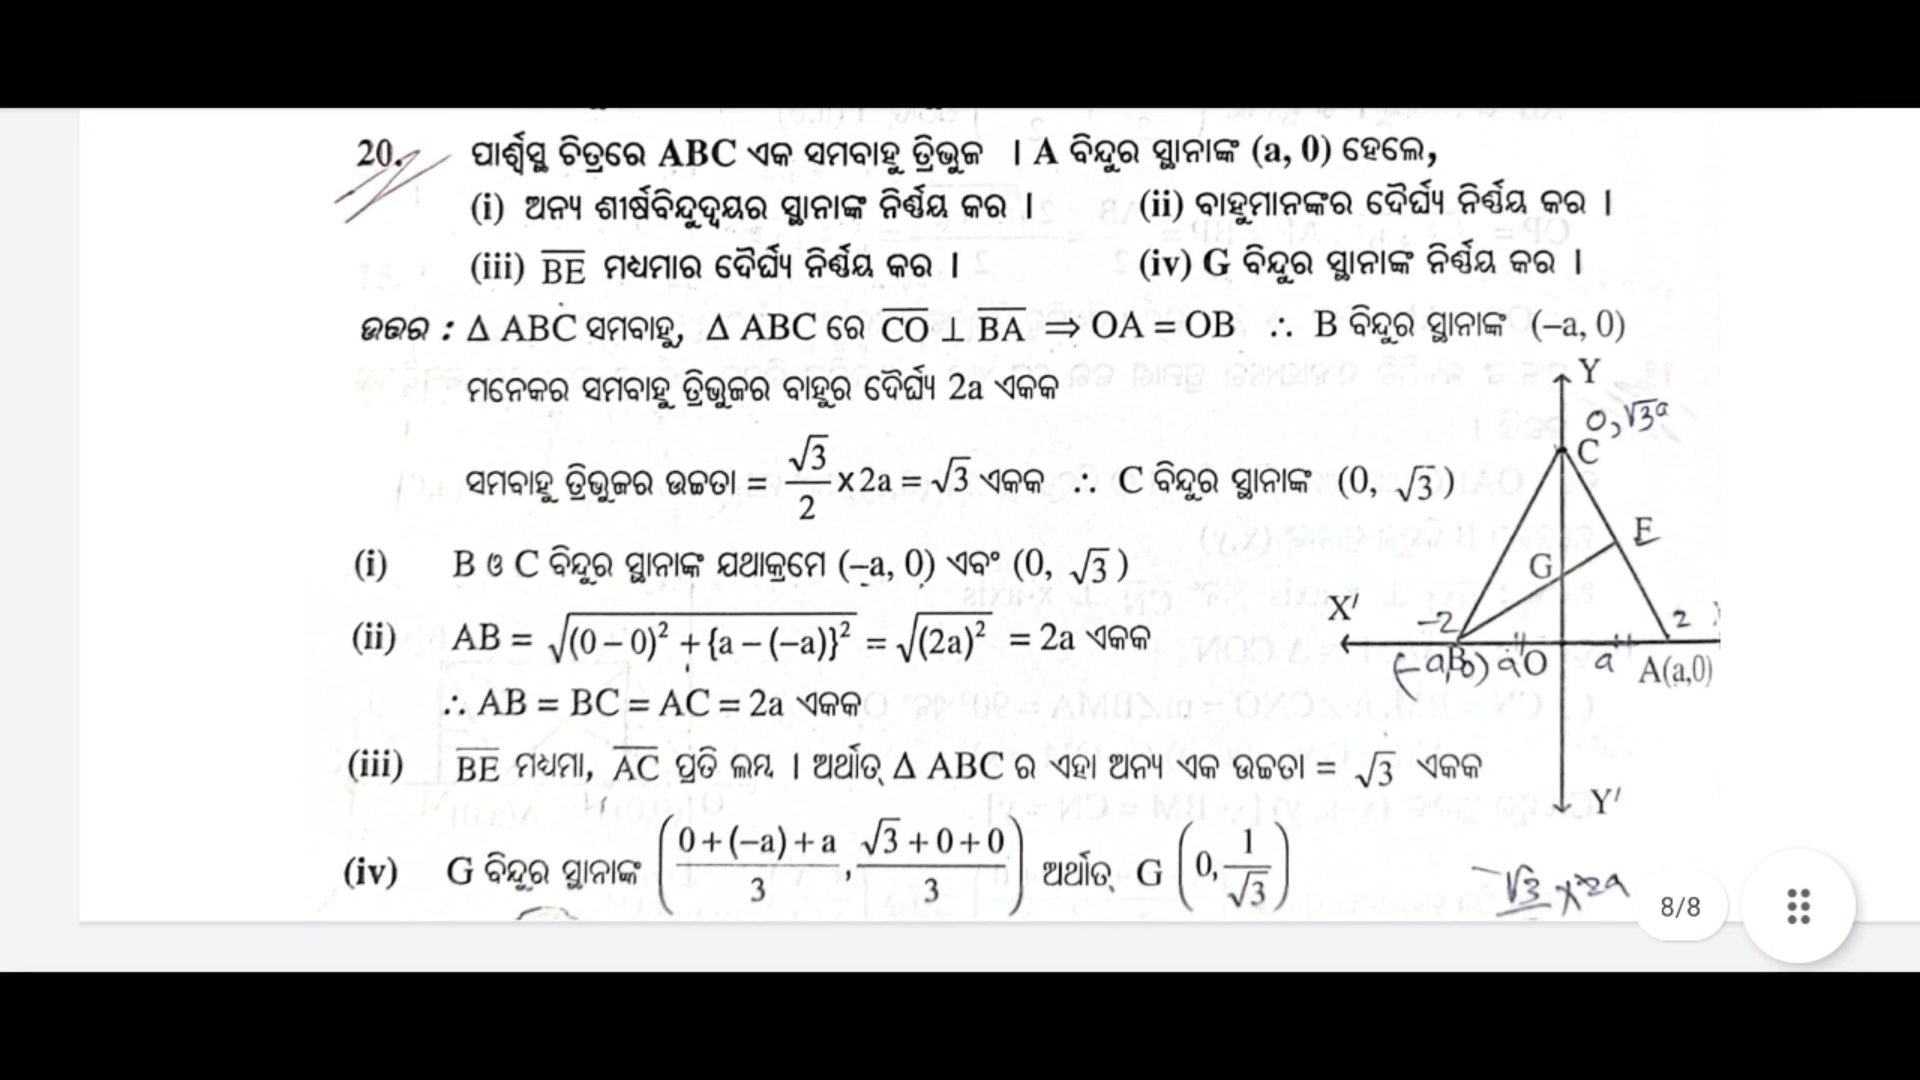 20. ପାର୍ଶ୍ୱସ୍ଥ ଚିତ୍ରରେ ABC ଏକ ସମବାହୁ ତ୍ରିଭୁଜ । A ବିନ୍ଦୁର ସ୍ଥାନାଙ୍କ (a, 0) ହେଲେ,
(i) ଅନ୍ୟ ଶୀର୍ଷବିନ୍ଦୁଦ୍ୱୟର ସ୍ଥାନାଙ୍କ ନିର୍ଣ୍ଣୟ କର । (ii) ବାହୁମାନଙ୍କର ଦୈର୍ଘ୍ୟ ନିର୍ଣ୍ଣୟ କର ।
(iii) B̅E̅ ମଧ୍ୟମାର ଦୈର୍ଘ୍ୟ ନିର୍ଣ୍ଣୟ କର । (iv) G ବିନ୍ଦୁର ସ୍ଥାନାଙ୍କ ନିର୍ଣ୍ଣୟ କର ।
ଉତ୍ତର : Δ ABC ସମବାହୁ, Δ ABC ରେ C̅O̅ ⊥ B̅A̅ ⇒ OA = OB ∴ B ବିନ୍ଦୁର ସ୍ଥାନାଙ୍କ (–a, 0)
ମନେକର ସମବାହୁ ତ୍ରିଭୁଜର ବାହୁର ଦୈର୍ଘ୍ୟ 2a ଏକକ
ସମବାହୁ ତ୍ରିଭୁଜର ଉଚ୍ଚତା = √3/2 x 2a = √3 ଏକକ ∴ C ବିନ୍ଦୁର ସ୍ଥାନାଙ୍କ (0, √3)
(i) B ଓ C ବିନ୍ଦୁର ସ୍ଥାନାଙ୍କ ଯଥାକ୍ରମେ (–a, 0) ଏବଂ (0, √3)
(ii) AB = √((0 – 0)² + {a – (–a)}²) = √((2a)²) = 2a ଏକକ
∴ AB = BC = AC = 2a ଏକକ
(iii) B̅E̅ ମଧ୍ୟମା, A̅C̅ ପ୍ରତି ଲମ୍ବ । ଅର୍ଥାତ୍ Δ ABC ର ଏହା ଅନ୍ୟ ଏକ ଉଚ୍ଚତା = √3 ଏକକ
(iv) G ବିନ୍ଦୁର ସ୍ଥାନାଙ୍କ ((0 + (–a) + a)/3, (√3 + 0 + 0)/3) ଅର୍ଥାତ୍ G (0, 1/√3)
Y
0, √3a
C
E
G
X′
-2
2
(-a, 0)
B
a
O
a
A(a,0)
Y′
√3 x 2a
8/8